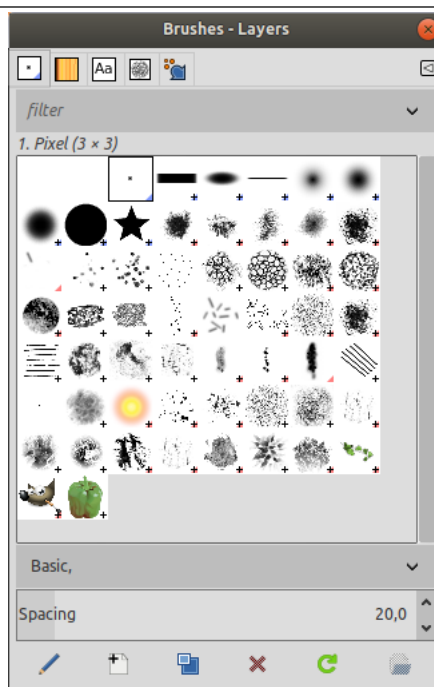 Brushes - Layers
Aa
filter
1. Pixel (3 × 3)
Basic,
Spacing 20,0